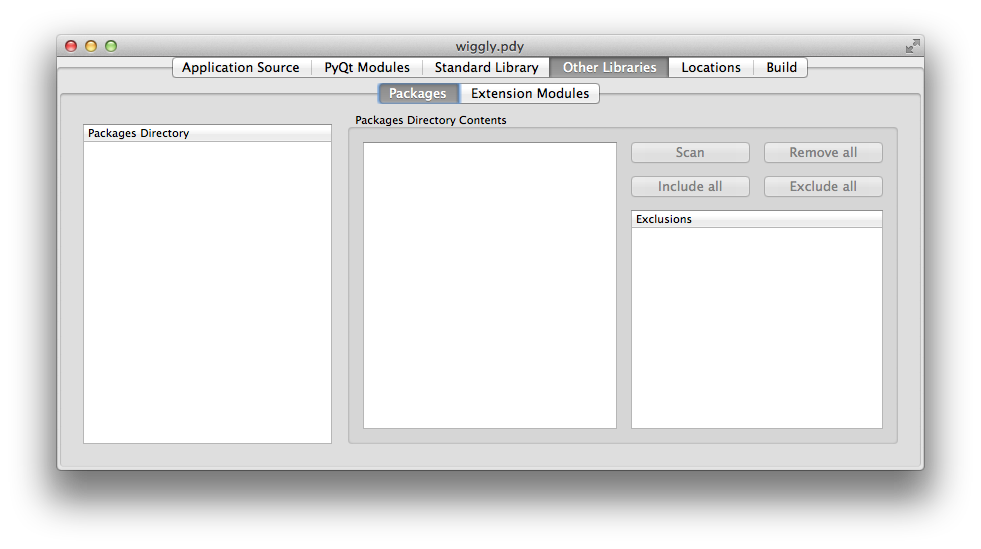 wiggly.pdy
Application Source PyQt Modules Standard Library Other Libraries Locations Build
Packages Extension Modules
Packages Directory
Packages Directory Contents
Scan Remove all
Include all Exclude all
Exclusions